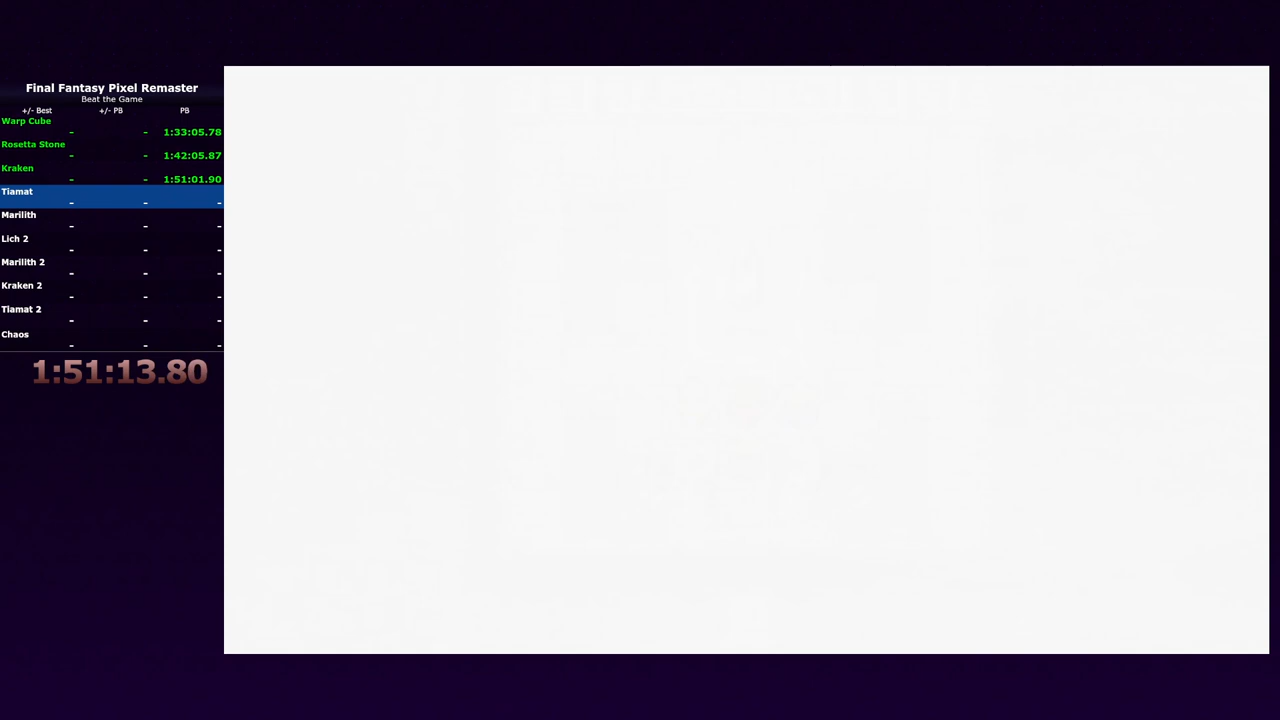 Final Fantasy Pixel Remaster
Beat the Game
+/- Best +/- PB PB
Warp Cube
- - 1:33:05.78
Rosetta Stone
- - 1:42:05.87
Kraken
- - 1:51:01.90
Tiamat
- - -
Marilith
- - -
Lich 2
- - -
Marilith 2
- - -
Kraken 2
- - -
Tiamat 2
- - -
Chaos
- - -
1:51:13.80